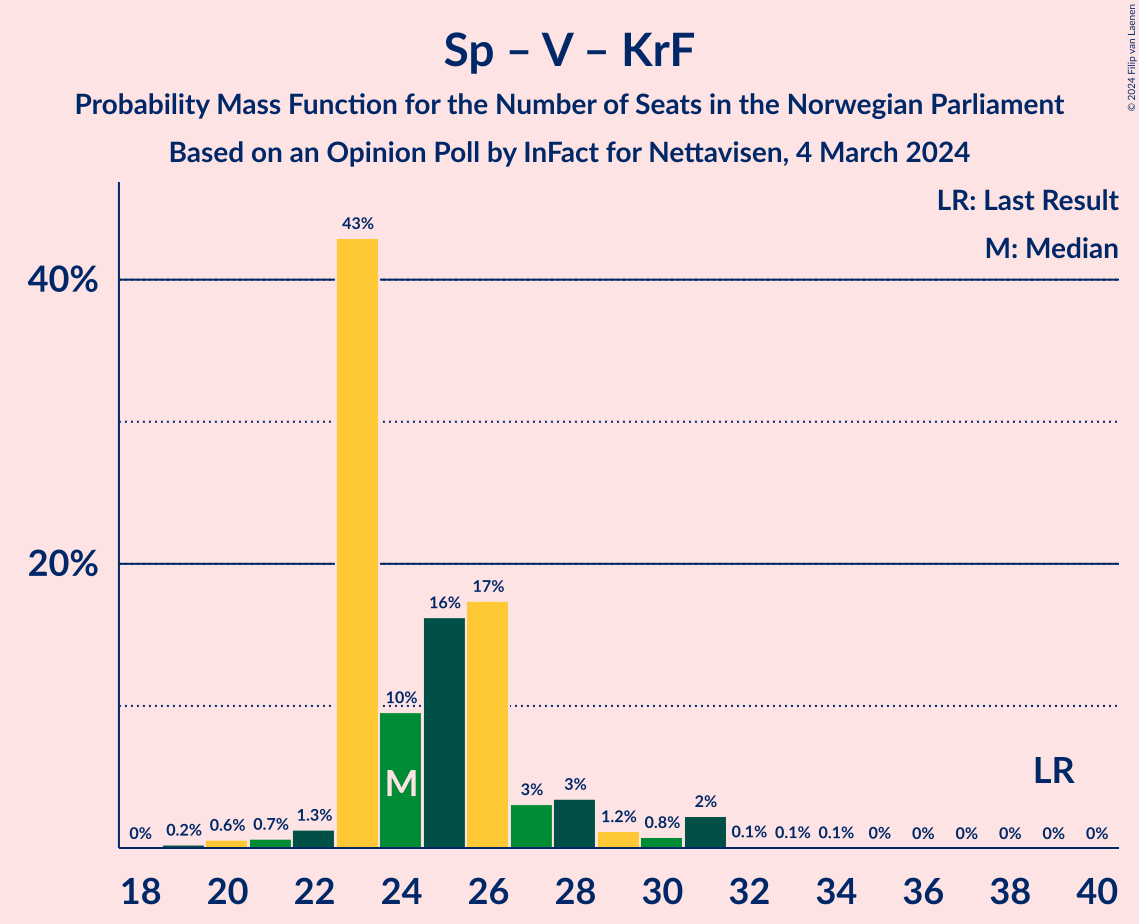 Sp – V – KrF
Probability Mass Function for the Number of Seats in the Norwegian Parliament
Based on an Opinion Poll by InFact for Nettavisen, 4 March 2024
© 2024 Filip van Laenen
LR: Last Result
M: Median
40%
20%
0%
0.2%
0.6%
0.7%
1.3%
43%
10%
16%
17%
3%
3%
1.2%
0.8%
2%
0.1%
0.1%
0.1%
0%
0%
0%
0%
0%
0%
M
LR
18 20 22 24 26 28 30 32 34 36 38 40